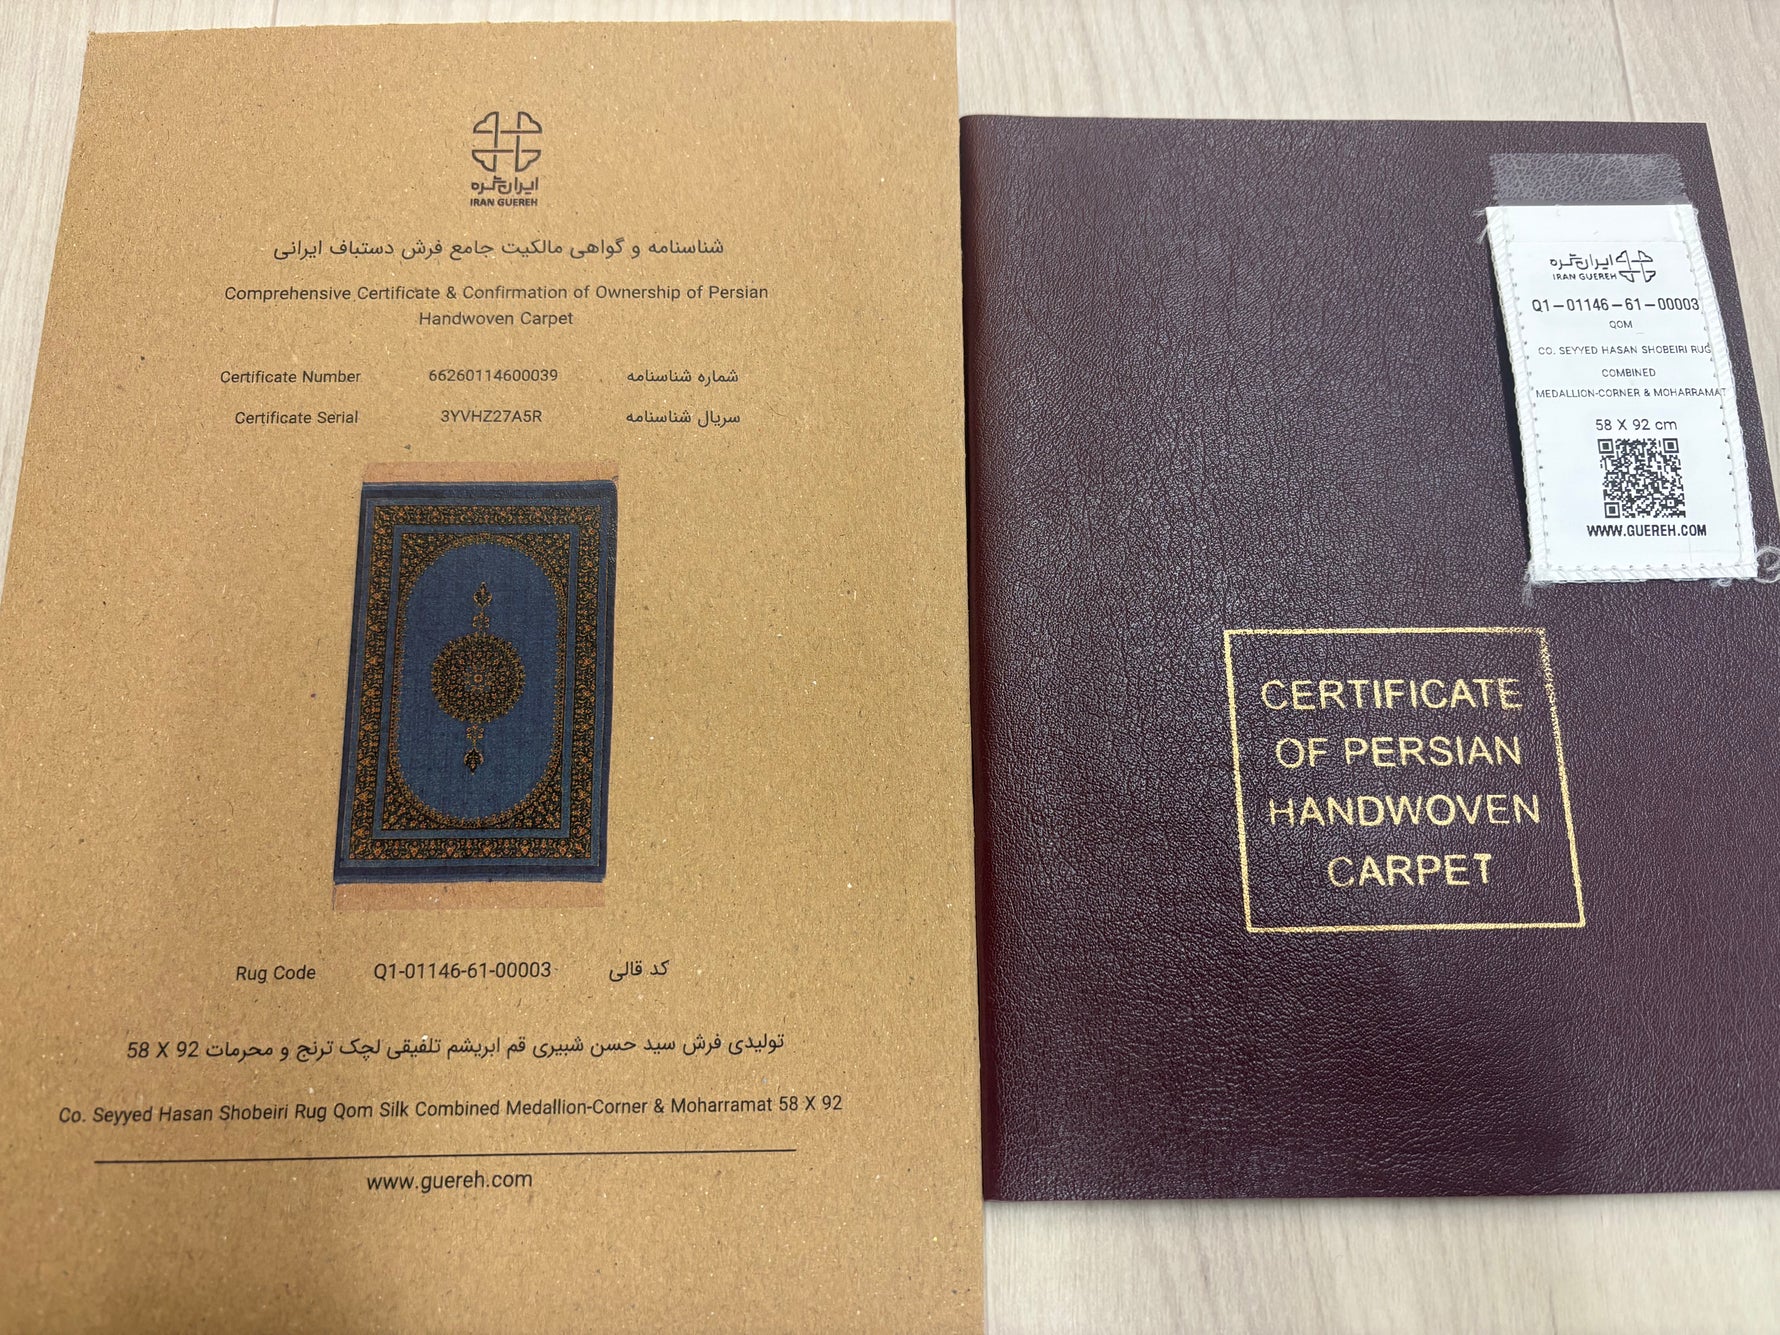 ایران گره
IRAN GUEREH
شناسنامه و گواهی مالکیت جامع فرش دستباف ایرانی
Comprehensive Certificate & Confirmation of Ownership of Persian
Handwoven Carpet
Certificate Number 66260114600039 شماره شناسنامه
Certificate Serial 3YVHZ27A5R سریال شناسنامه
Rug Code Q1-01146-61-00003 کد قالی
تولیدی فرش سید حسن شبیری قم ابریشم تلفیقی لچک ترنج و محرمات 92 X 58
Co. Seyyed Hasan Shobeiri Rug Qom Silk Combined Medallion-Corner & Moharramat 58 X 92
www.guereh.com
ایران گره
IRAN GUEREH
Q1-01146-61-00003
QOM
CO. SEYYED HASAN SHOBEIRI RUG
COMBINED
MEDALLION-CORNER & MOHARRAMAT
58 X 92 cm
WWW.GUEREH.COM
CERTIFICATE
OF PERSIAN
HANDWOVEN
CARPET